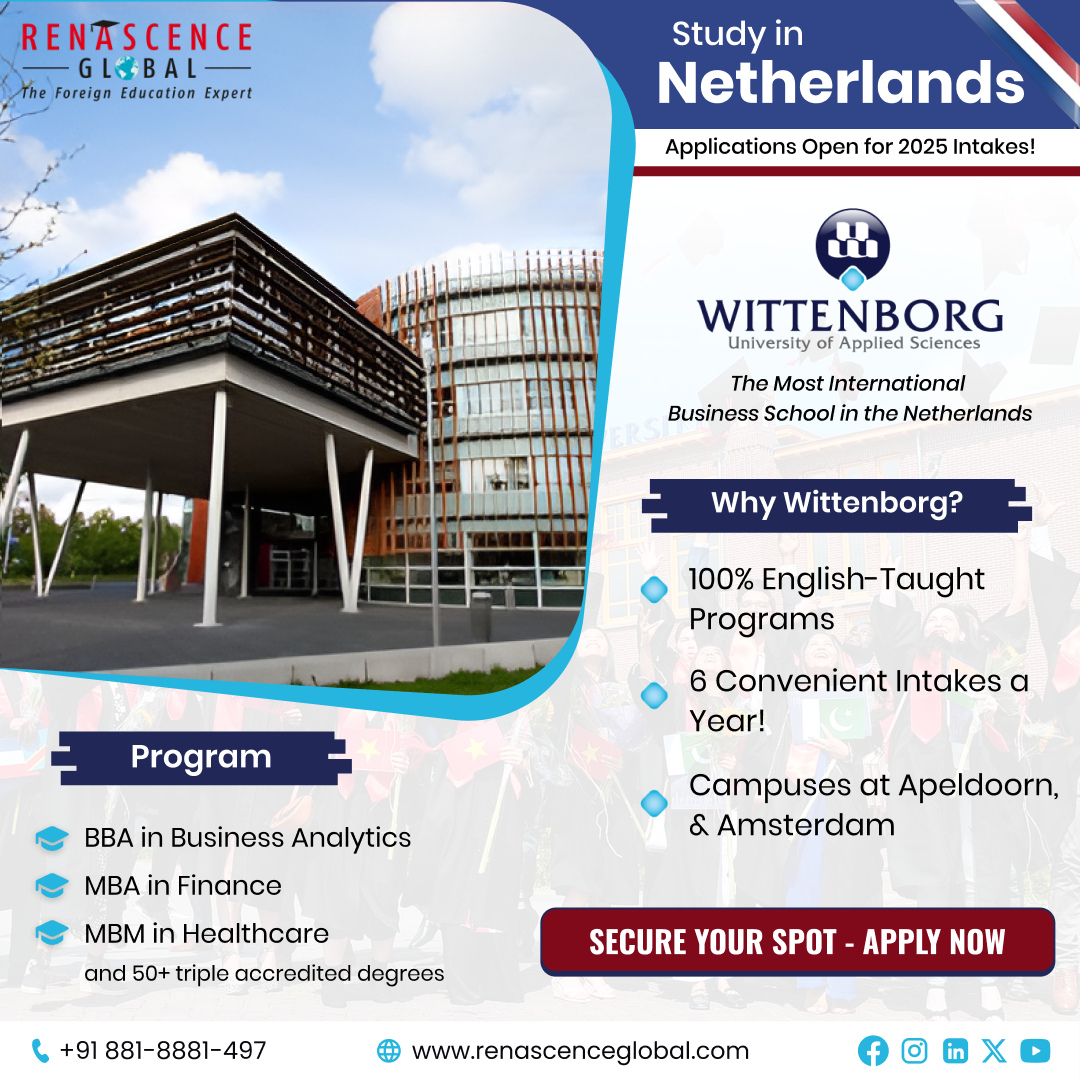 RENASCENCE
GLOBAL
The Foreign Education Expert
Study in
Netherlands
Applications Open for 2025 Intakes!
WITTENBORG
University of Applied Sciences
The Most International
Business School in the Netherlands
Why Wittenborg?
100% English-Taught
Programs
6 Convenient Intakes a
Year!
Campuses at Apeldoorn,
& Amsterdam
Program
BBA in Business Analytics
MBA in Finance
MBM in Healthcare
and 50+ triple accredited degrees
SECURE YOUR SPOT - APPLY NOW
+91 881-8881-497
www.renascenceglobal.com